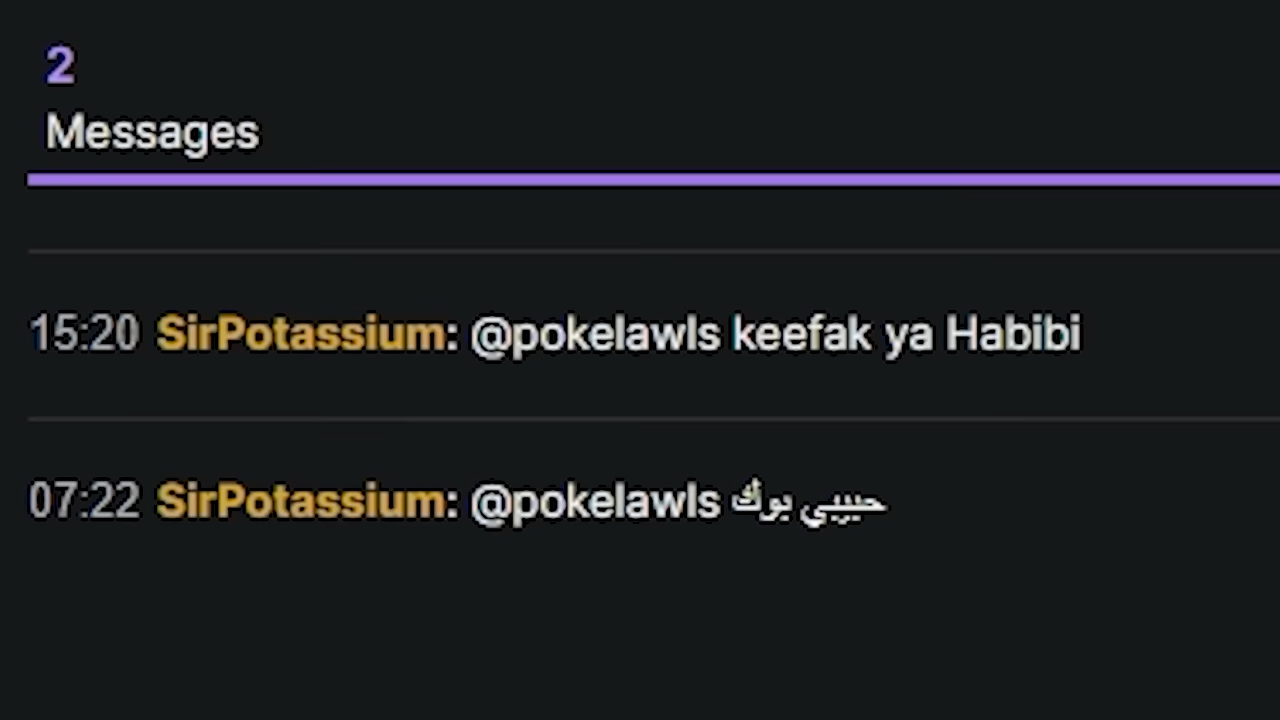 2
Messages
15:20 SirPotassium: @pokelawls keefak ya Habibi
07:22 SirPotassium: @pokelawls حبيبي بوك